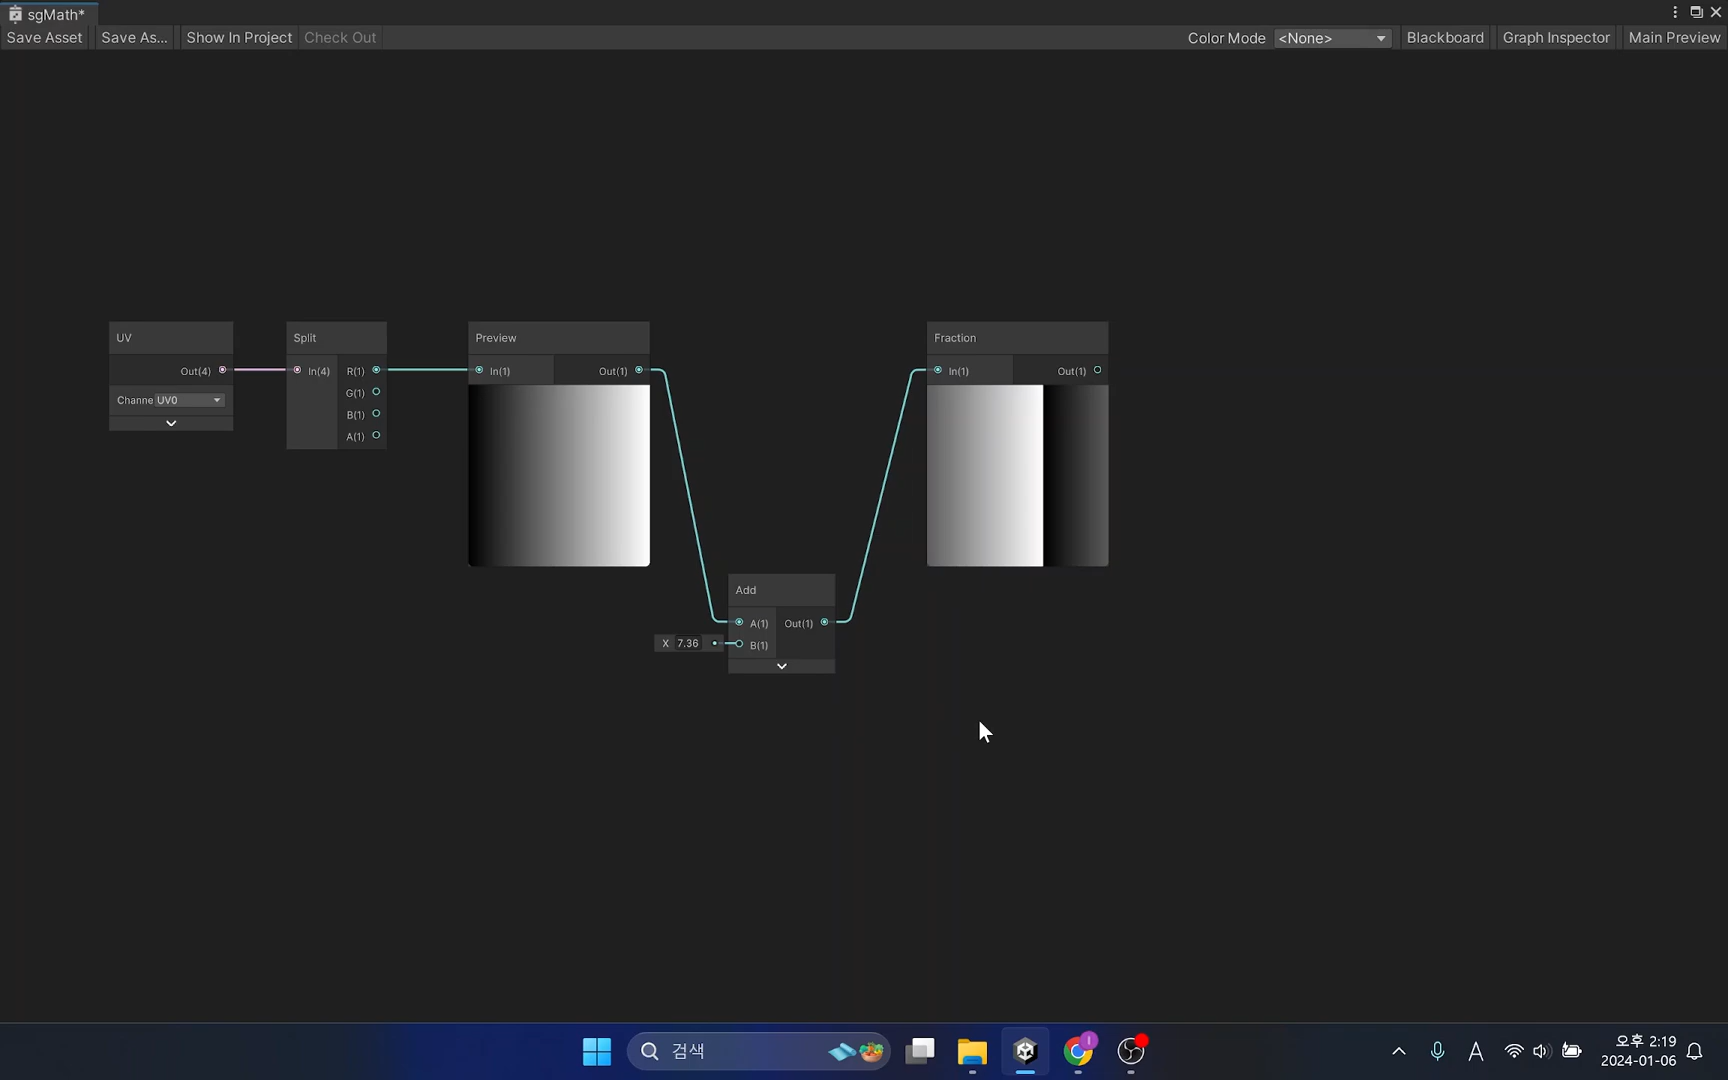 sgMath*
Save Asset
Save As...
Show In Project
Check Out
Color Mode
<None>
Blackboard
Graph Inspector
Main Preview
UV
Out(4)
Channe
UV0
Split
In(4)
R(1)
G(1)
B(1)
A(1)
Preview
In(1)
Out(1)
Fraction
In(1)
Out(1)
Add
A(1)
Out(1)
X 7.36
B(1)
검색
A
오후 2:19
2024-01-06